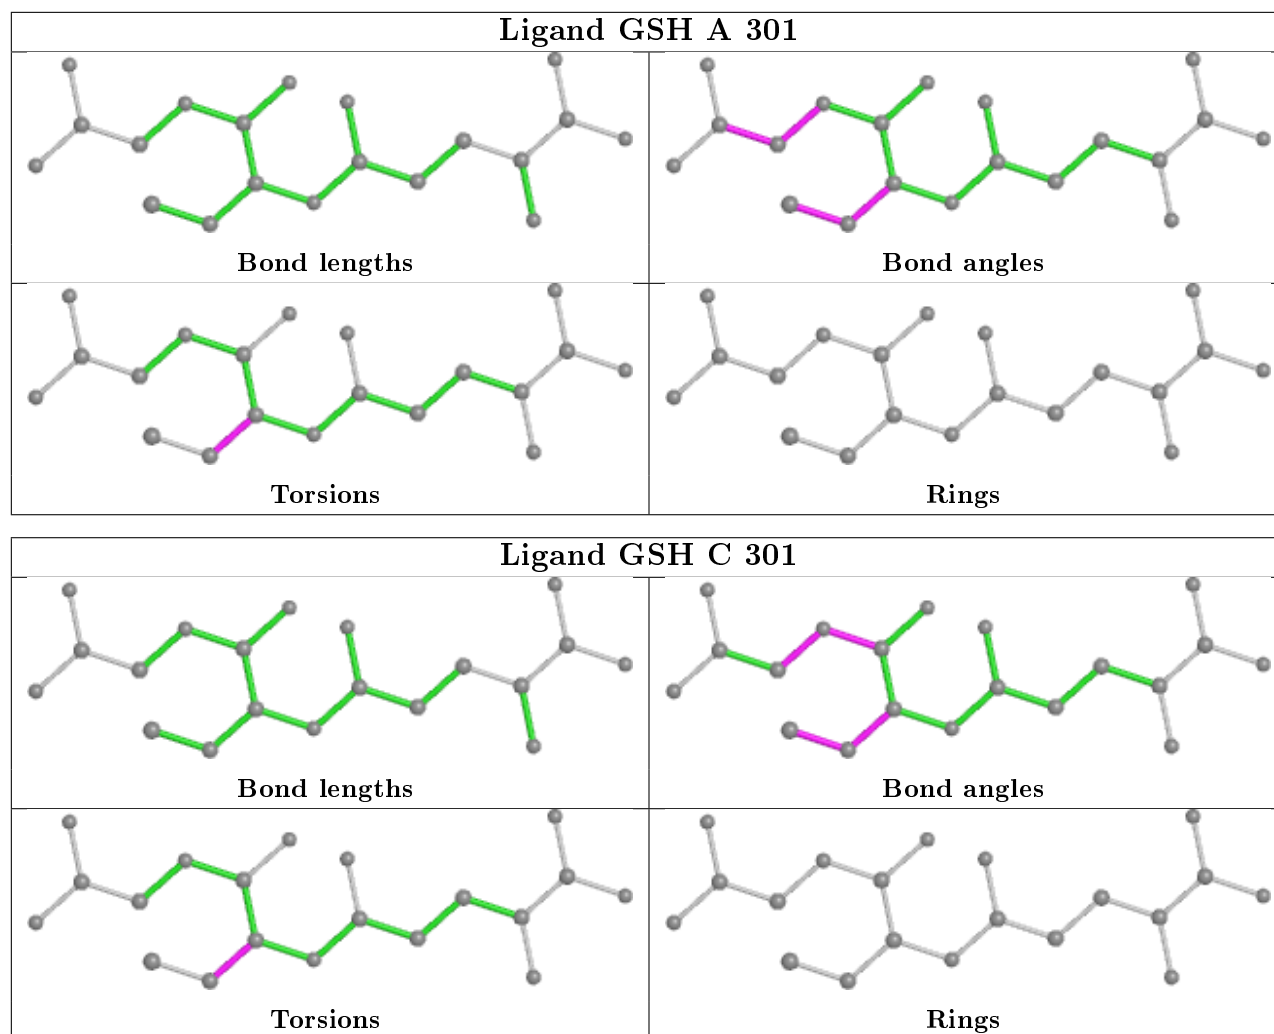 Ligand GSH A 301
Bond lengths
Bond angles
Torsions
Rings
Ligand GSH C 301
Bond lengths
Bond angles
Torsions
Rings